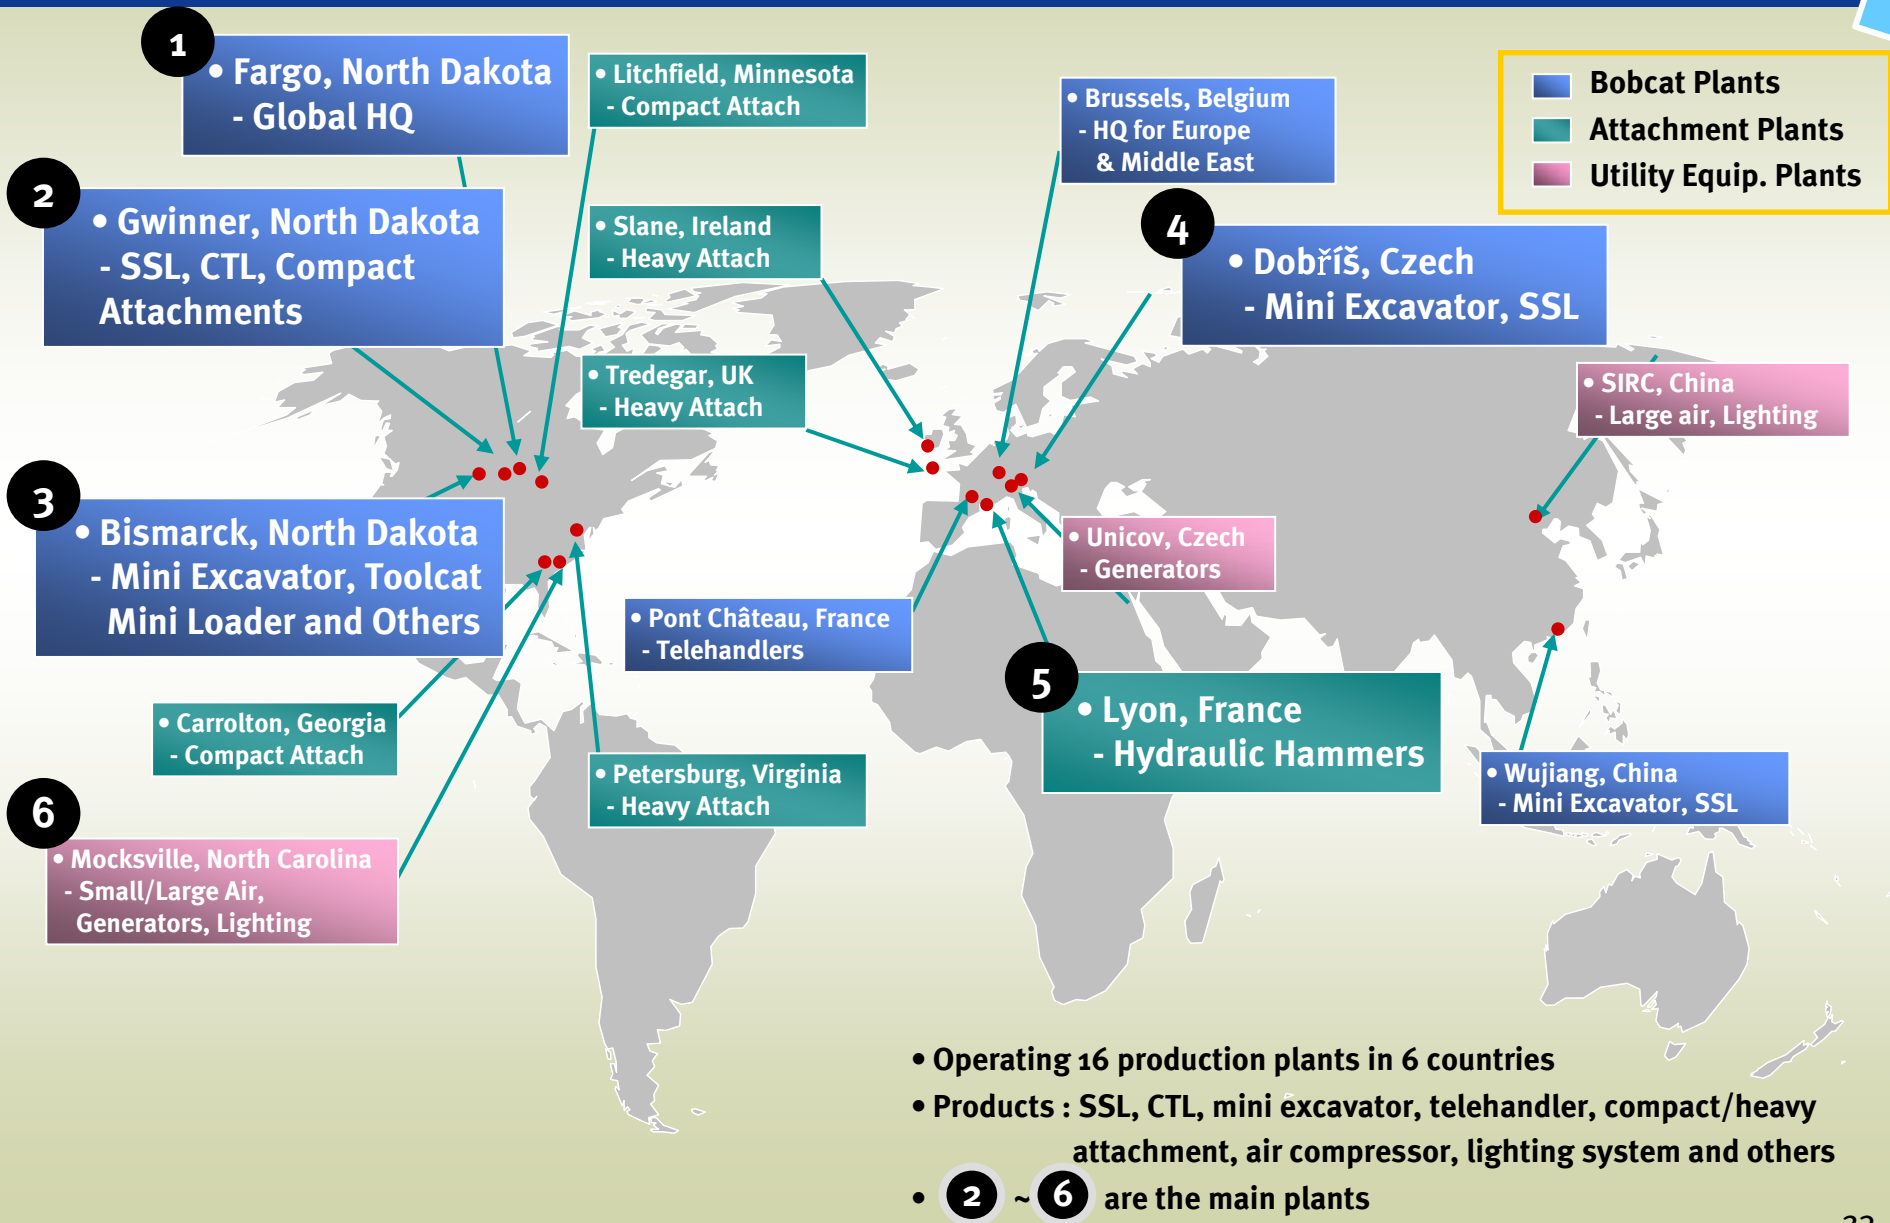 1
• Fargo, North Dakota
- Global HQ
• Litchfield, Minnesota
- Compact Attach
• Brussels, Belgium
- HQ for Europe
& Middle East
Bobcat Plants
Attachment Plants
Utility Equip. Plants
2
• Gwinner, North Dakota
- SSL, CTL, Compact
Attachments
• Slane, Ireland
- Heavy Attach
4
• Dobříš, Czech
- Mini Excavator, SSL
• Tredegar, UK
- Heavy Attach
• SIRC, China
- Large air, Lighting
3
• Bismarck, North Dakota
- Mini Excavator, Toolcat
Mini Loader and Others
• Unicov, Czech
- Generators
• Pont Château, France
- Telehandlers
5
• Lyon, France
- Hydraulic Hammers
• Carrolton, Georgia
- Compact Attach
• Petersburg, Virginia
- Heavy Attach
• Wujiang, China
- Mini Excavator, SSL
6
• Mocksville, North Carolina
- Small/Large Air,
Generators, Lighting
• Operating 16 production plants in 6 countries
• Products : SSL, CTL, mini excavator, telehandler, compact/heavy
attachment, air compressor, lighting system and others
• 2 ~ 6 are the main plants